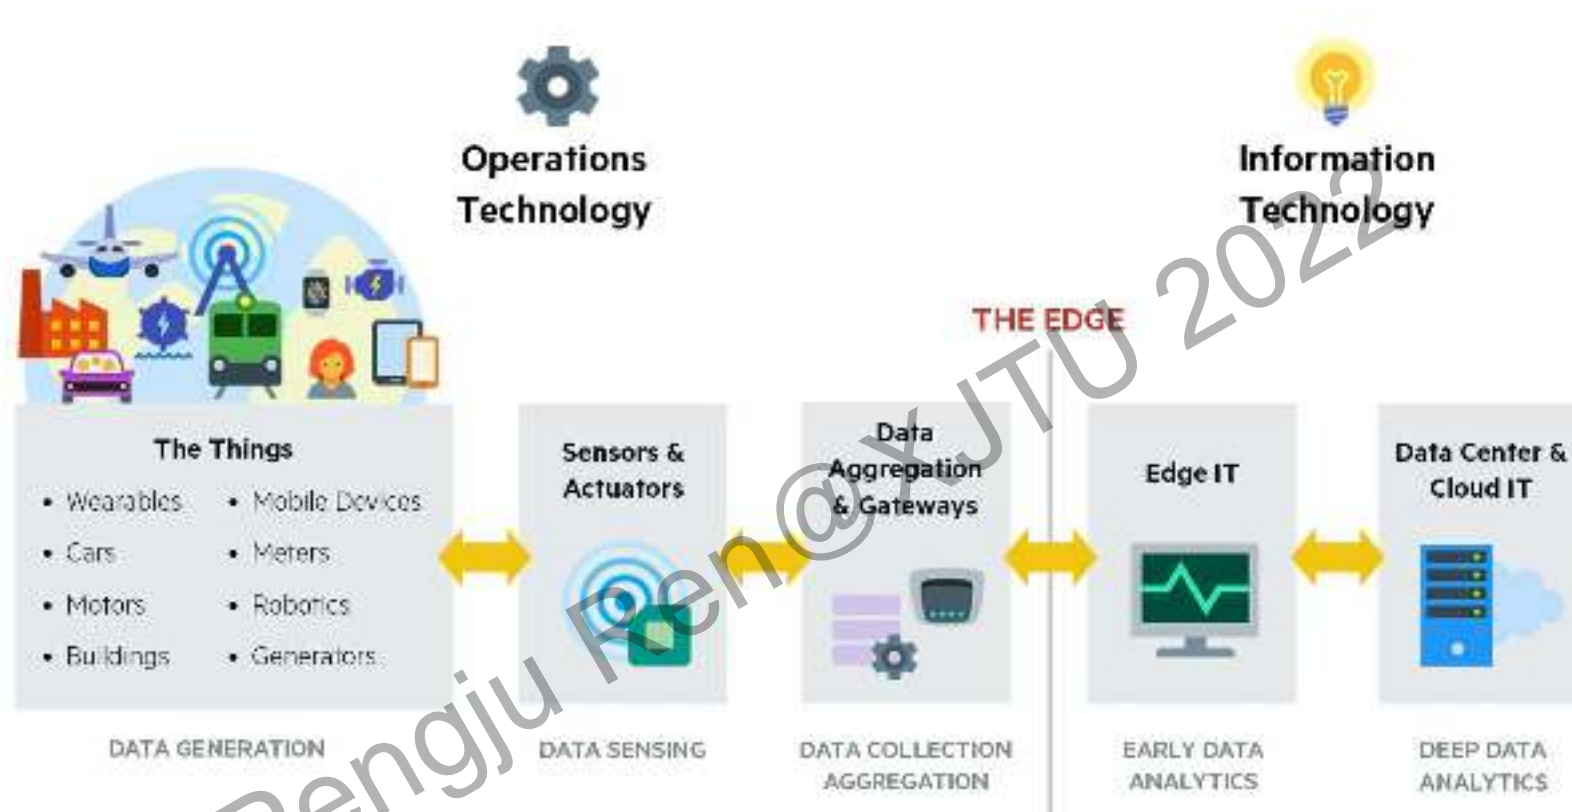 Operations
Technology
Information
Technology
THE EDGE
The Things
• Wearables
• Cars
• Motors
• Buildings
• Mobile Devices
• Meters
• Robotics
• Generators
Sensors &
Actuators
Data
Aggregation
& Gateways
Edge IT
Data Center &
Cloud IT
DATA GENERATION
DATA SENSING
DATA COLLECTION
AGGREGATION
EARLY DATA
ANALYTICS
DEEP DATA
ANALYTICS
Pengju Ren@XJTU 2022